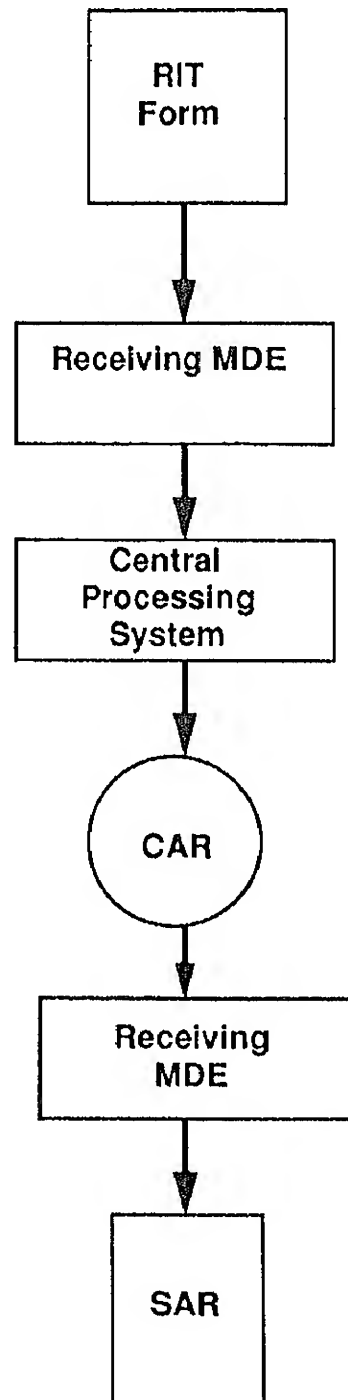 RIT
Form
Receiving MDE
Central
Processing
System
CAR
Receiving
MDE
SAR